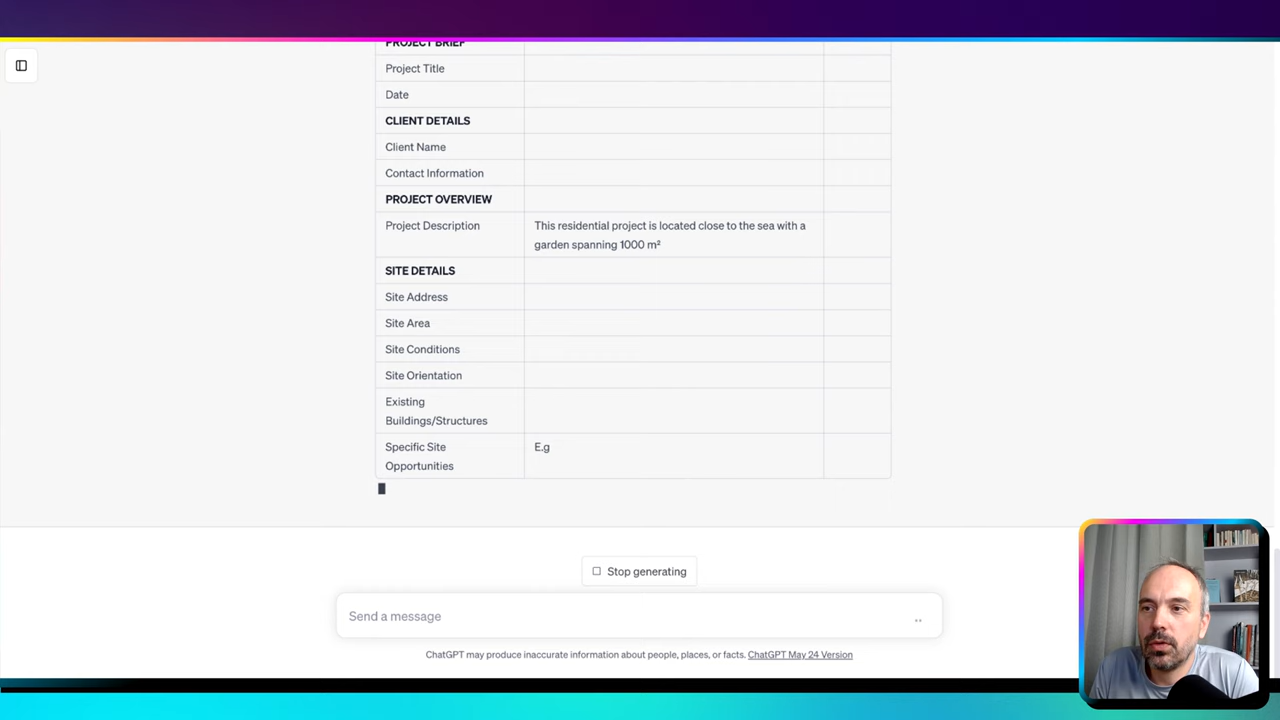 PROJECT BRIEF
Project Title
Date
CLIENT DETAILS
Client Name
Contact Information
PROJECT OVERVIEW
Project Description
This residential project is located close to the sea with a
garden spanning 1000 m²
SITE DETAILS
Site Address
Site Area
Site Conditions
Site Orientation
Existing
Buildings/Structures
Specific Site
Opportunities
E.g
Stop generating
Send a message
ChatGPT may produce inaccurate information about people, places, or facts. ChatGPT May 24 Version